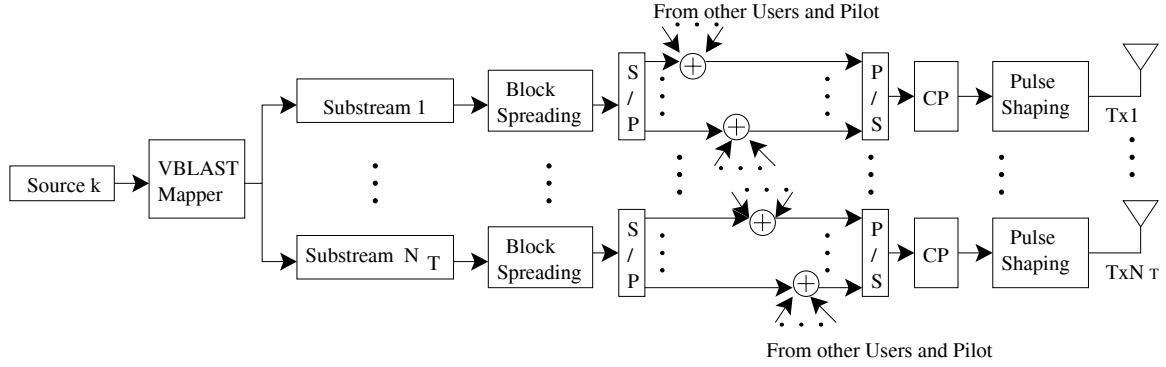 From other Users and Pilot
Source k
VBLAST
Mapper
Substream 1
Block
Spreading
S
/
P
+
+
P
/
S
CP
Pulse
Shaping
Tx1
Substream N T
Block
Spreading
S
/
P
+
+
P
/
S
CP
Pulse
Shaping
TxN T
From other Users and Pilot